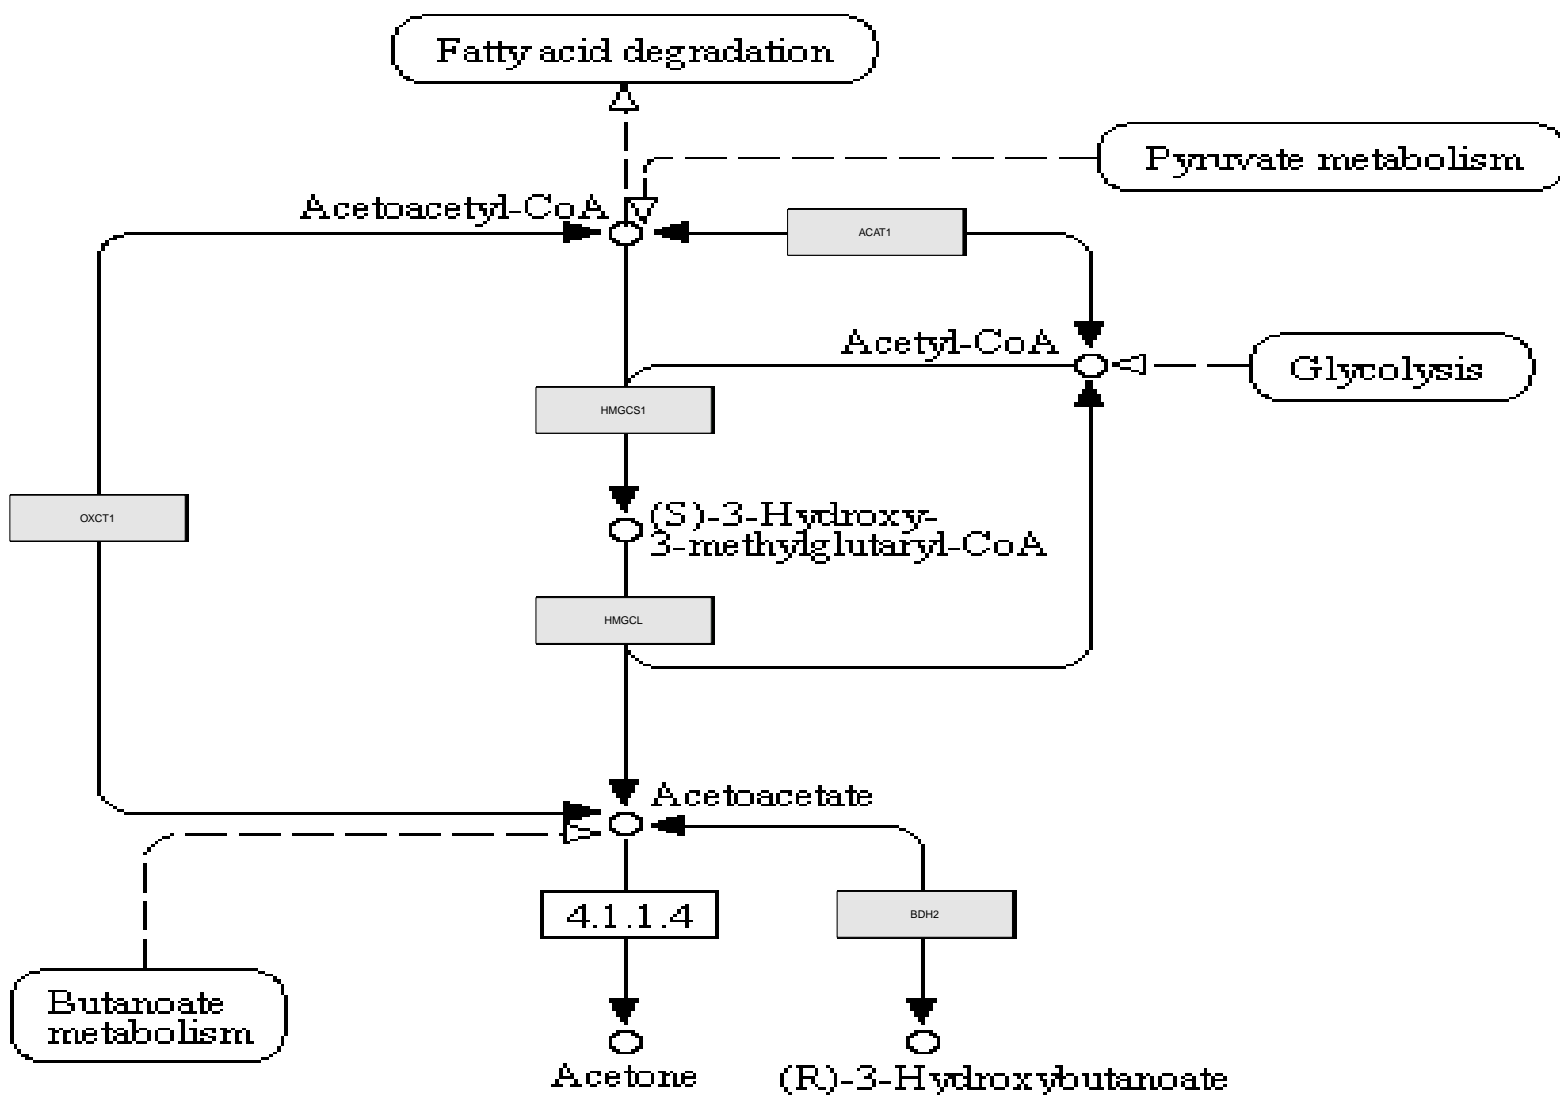 Fatty acid degradation
Pyruvate metabolism
Acetoacetyl-CoA
ACAT1
Acetyl-CoA
Glycolysis
HMGCS1
OXCT1
(S)-3-Hydroxy-
3-methylglutaryl-CoA
HMGCL
Acetoacetate
4.1.1.4
BDH2
Butanoate
metabolism
Acetone
(R)-3-Hydroxybutanoate